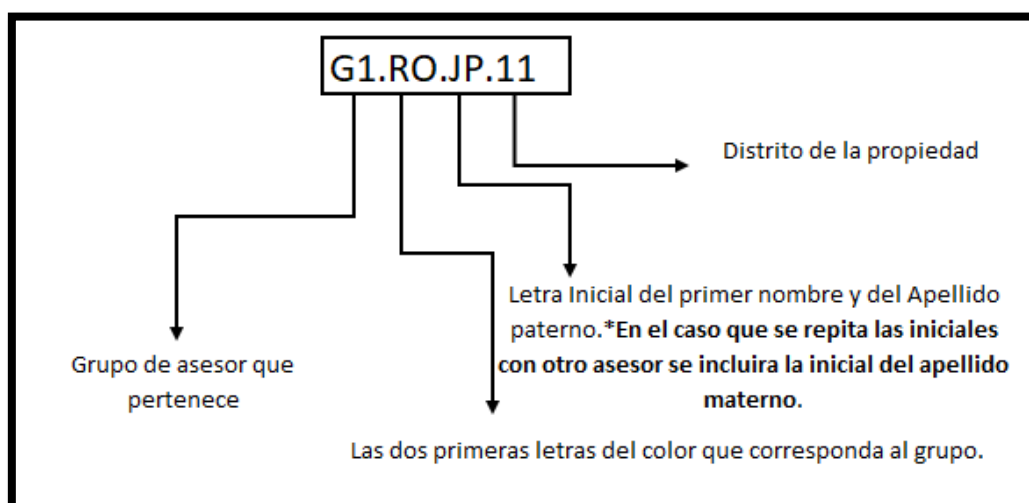 G1.RO.JP.11
Distrito de la propiedad
Letra Inicial del primer nombre y del Apellido
paterno.*En el caso que se repita las iniciales
con otro asesor se incluira la inicial del apellido
materno.
Grupo de asesor que
pertenece
Las dos primeras letras del color que corresponda al grupo.